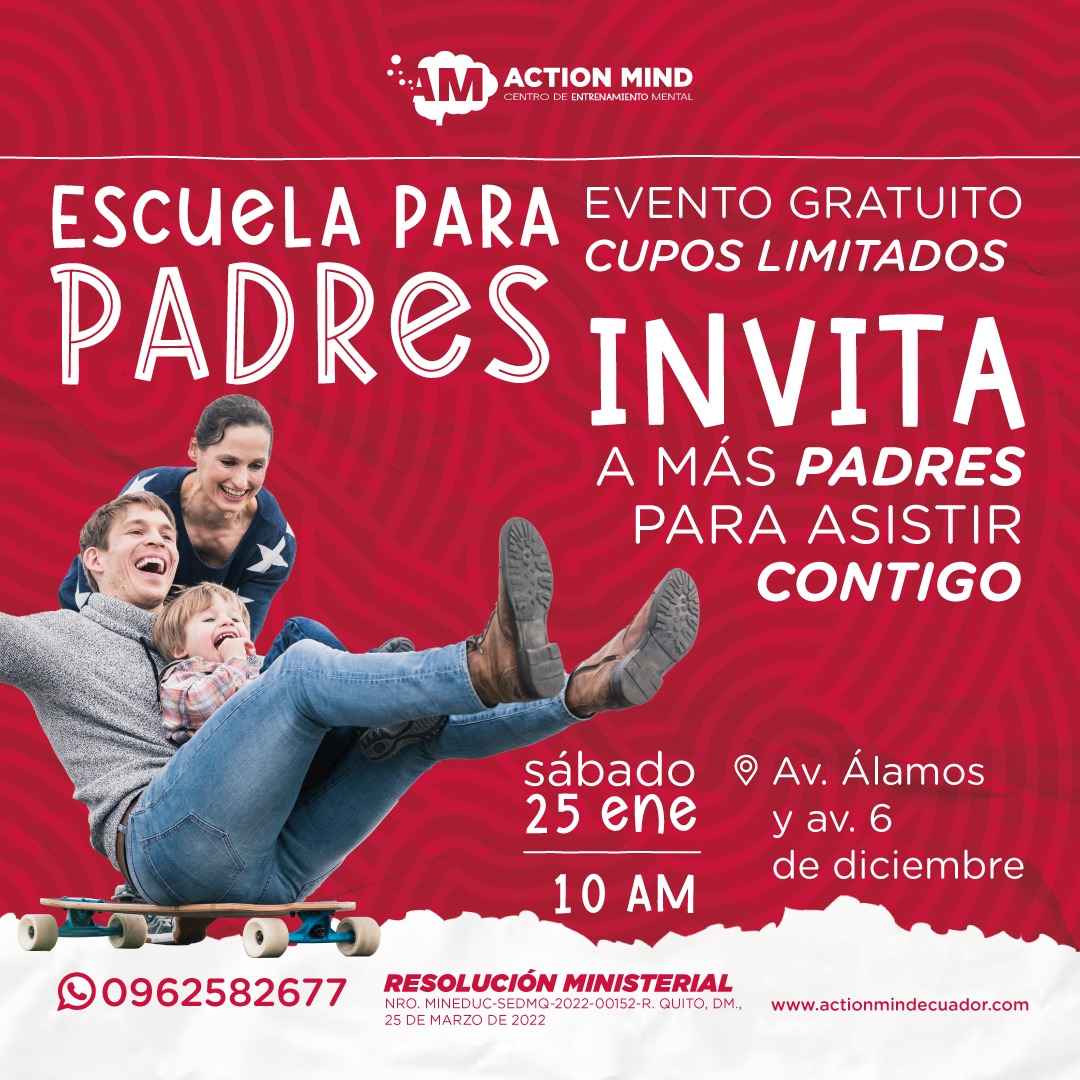 AM ACTION MIND
CENTRO DE ENTRENAMIENTO MENTAL
ESCUELA PARA
PADRES
EVENTO GRATUITO
CUPOS LIMITADOS
INVITA
A MÁS PADRES
PARA ASISTIR
CONTIGO
sábado
25 ene
10 AM
Av. Álamos
y av. 6
de diciembre
0962582677
RESOLUCIÓN MINISTERIAL
NRO. MINEDUC-SEDMQ-2022-00152-R. QUITO, DM.,
25 DE MARZO DE 2022
www.actionmindecuador.com